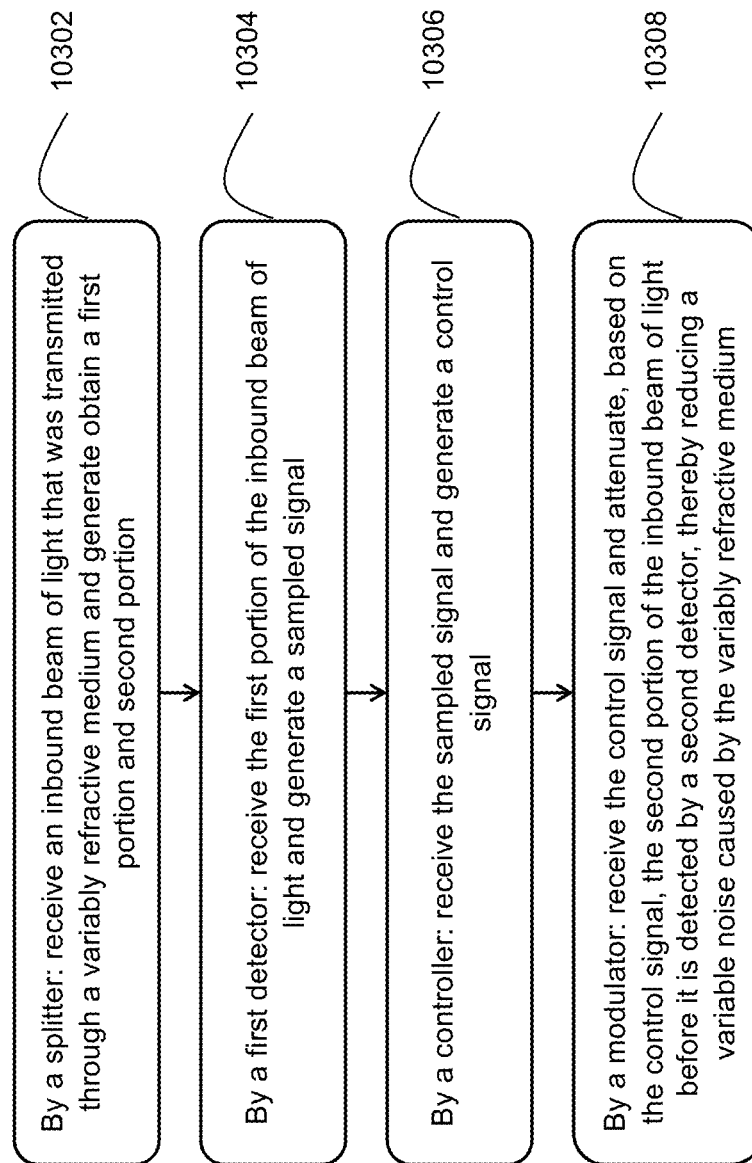 By a splitter: receive an inbound beam of light that was transmitted
through a variably refractive medium and generate obtain a first
portion and second portion
10302
By a first detector: receive the first portion of the inbound beam of
light and generate a sampled signal
10304
By a controller: receive the sampled signal and generate a control
signal
10306
By a modulator: receive the control signal and attenuate, based on
the control signal, the second portion of the inbound beam of light
before it is detected by a second detector, thereby reducing a
variable noise caused by the variably refractive medium
10308